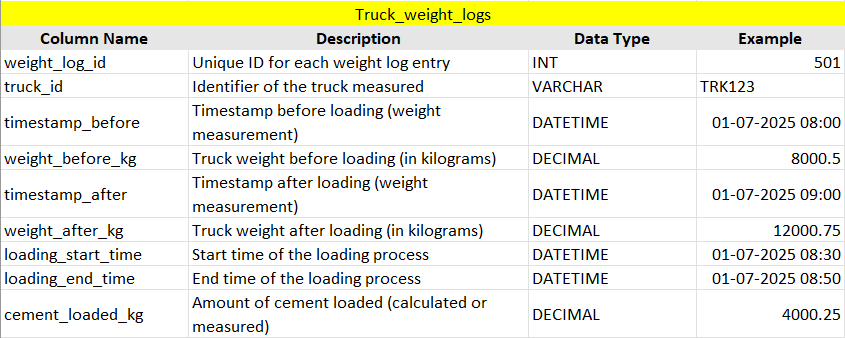 Truck_weight_logs
Column Name Description Data Type Example
weight_log_id Unique ID for each weight log entry INT 501
truck_id Identifier of the truck measured VARCHAR TRK123
timestamp_before Timestamp before loading (weight
measurement) DATETIME 01-07-2025 08:00
weight_before_kg Truck weight before loading (in kilograms) DECIMAL 8000.5
timestamp_after Timestamp after loading (weight
measurement) DATETIME 01-07-2025 09:00
weight_after_kg Truck weight after loading (in kilograms) DECIMAL 12000.75
loading_start_time Start time of the loading process DATETIME 01-07-2025 08:30
loading_end_time End time of the loading process DATETIME 01-07-2025 08:50
cement_loaded_kg Amount of cement loaded (calculated or
measured) DECIMAL 4000.25